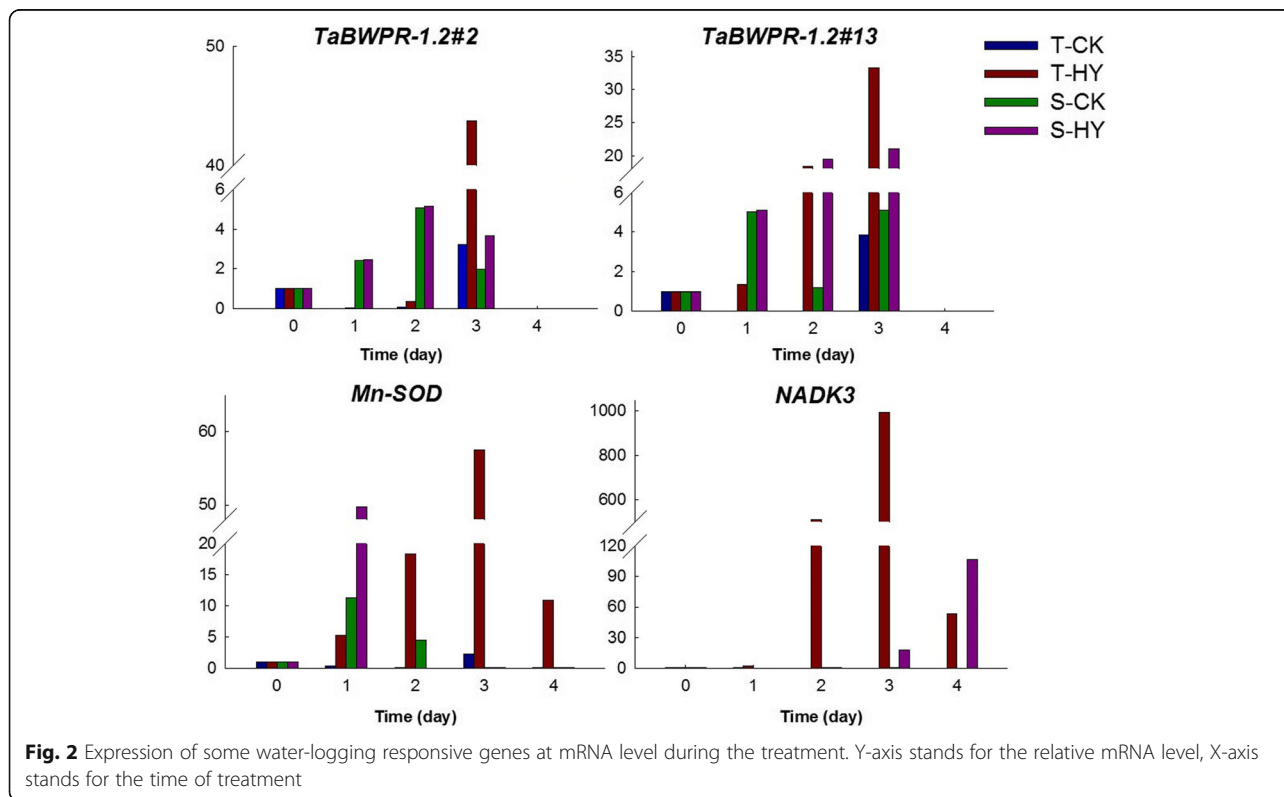 TaBWPR-1.2#2
50
40
6
4
2
0
0 1 2 3 4
Time (day)
TaBWPR-1.2#13
35
30
25
20
6
4
2
0
0 1 2 3 4
Time (day)
T-CK
T-HY
S-CK
S-HY
Mn-SOD
60
50
20
15
10
5
0
0 1 2 3 4
Time (day)
NADK3
1000
800
600
120
90
60
30
0
0 1 2 3 4
Time (day)
Fig. 2 Expression of some water-logging responsive genes at mRNA level during the treatment. Y-axis stands for the relative mRNA level, X-axis
stands for the time of treatment